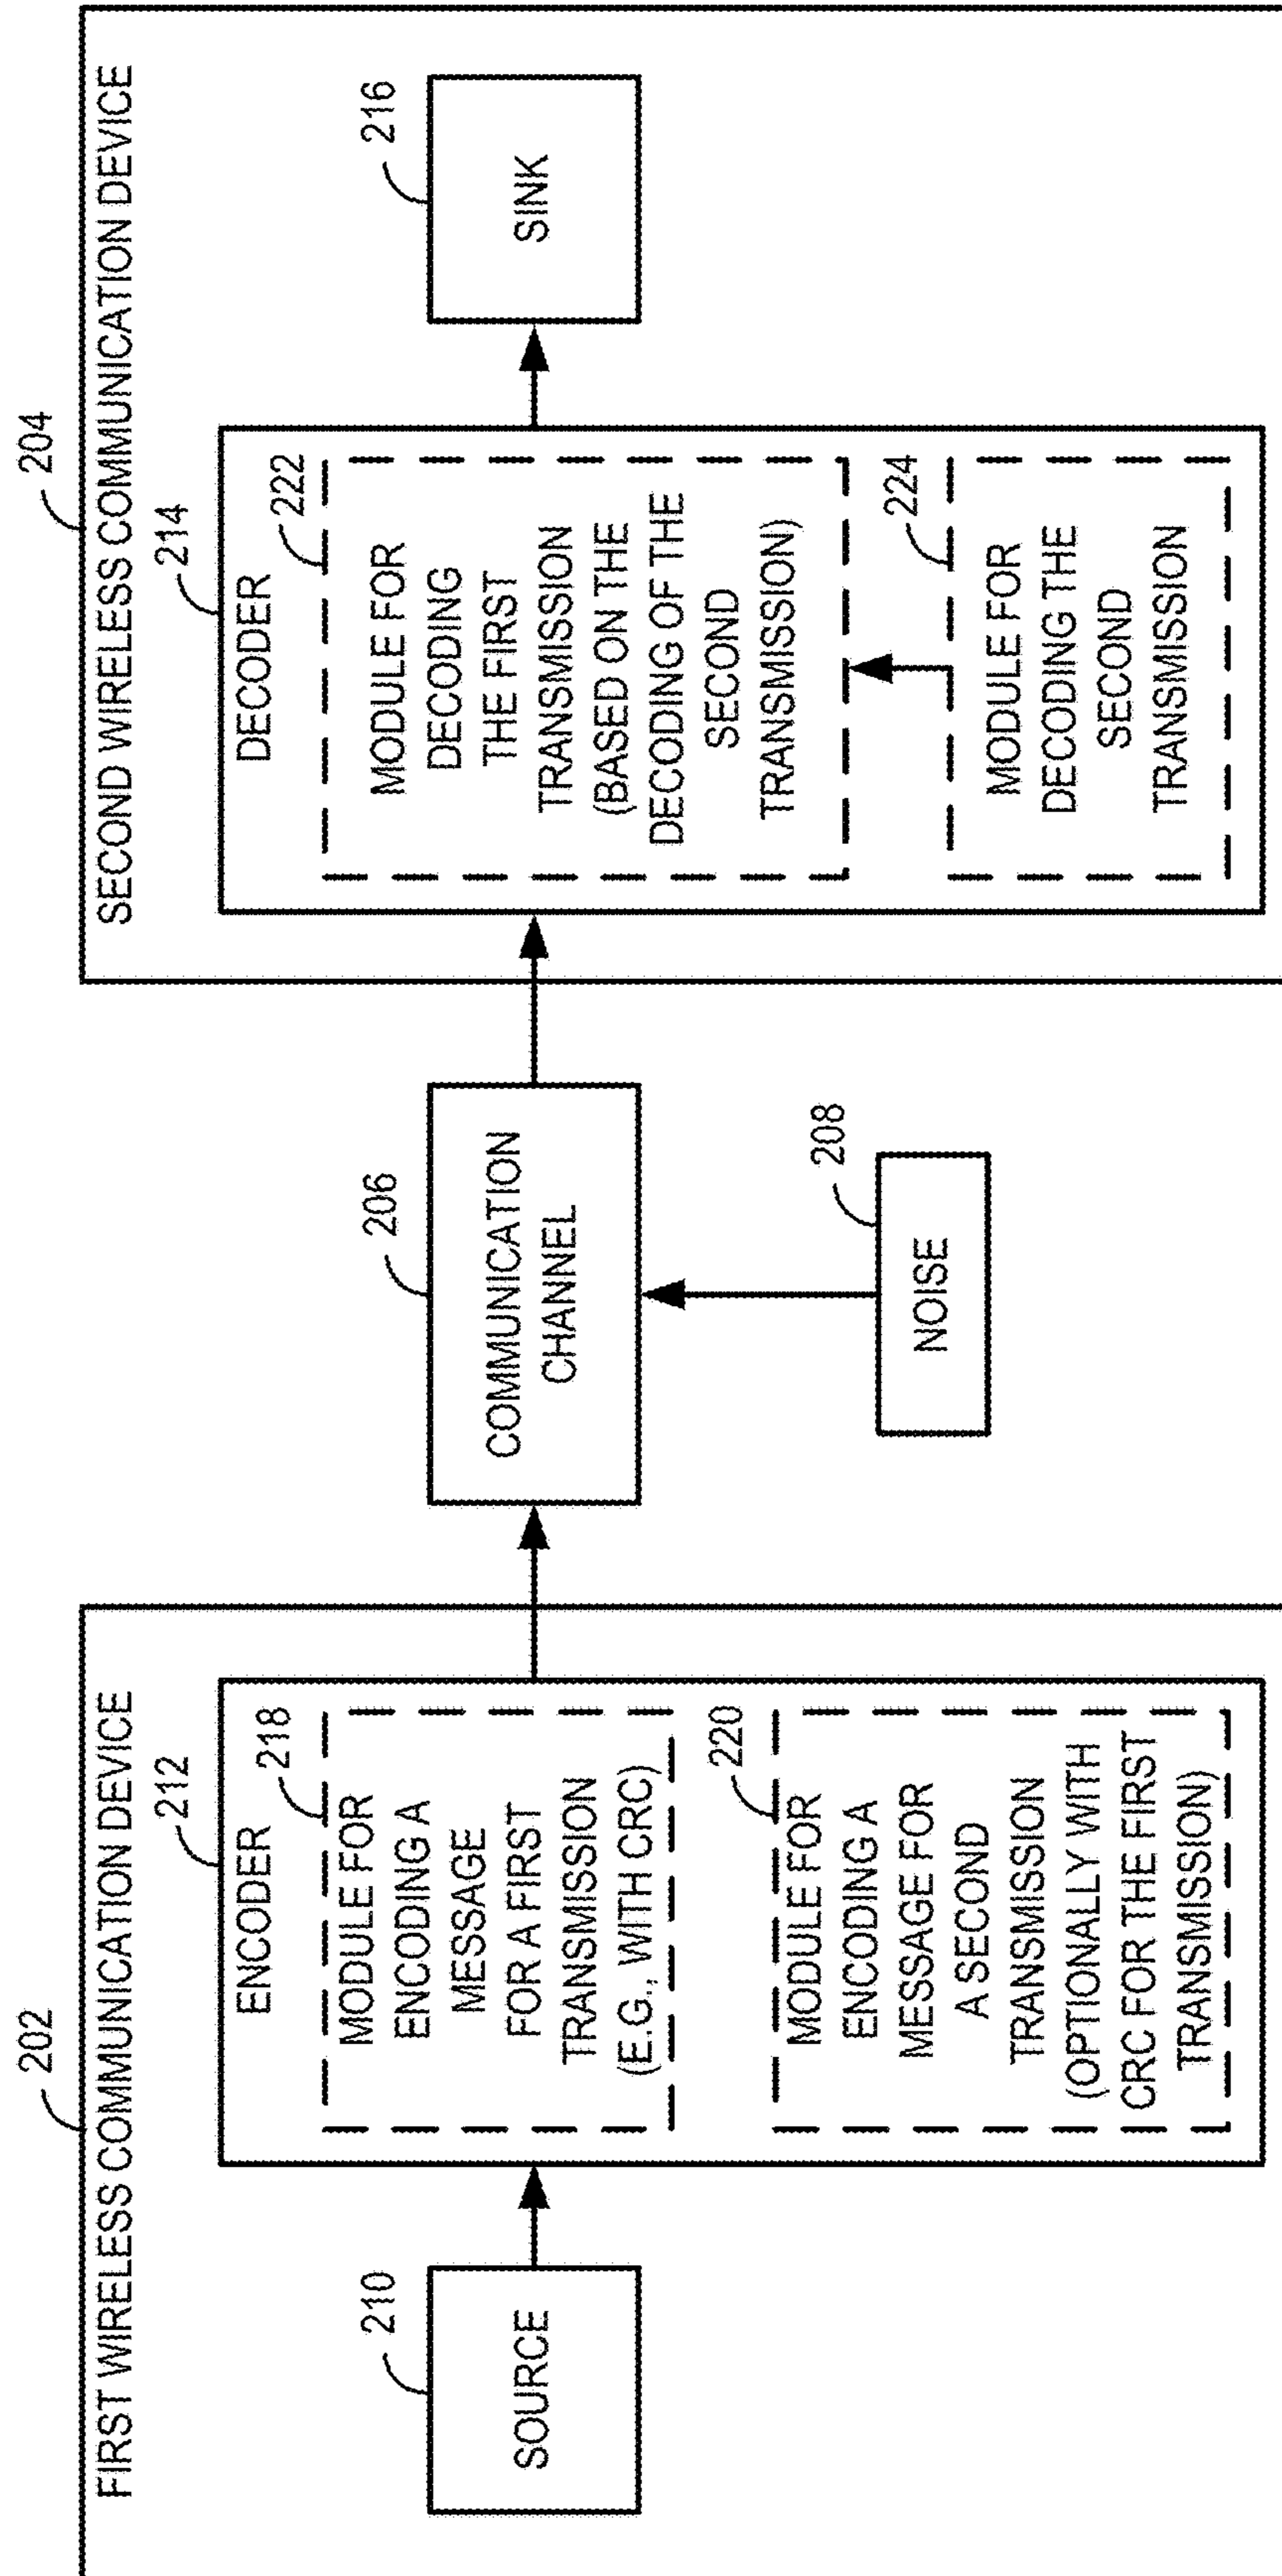 202
FIRST WIRELESS COMMUNICATION DEVICE
210
SOURCE
212
ENCODER
218
MODULE FOR
ENCODING A
MESSAGE
FOR A FIRST
TRANSMISSION
(E.G., WITH CRC)
220
MODULE FOR
ENCODING A
MESSAGE FOR
A SECOND
TRANSMISSION
(OPTIONALLY WITH
CRC FOR THE FIRST
TRANSMISSION)
206
COMMUNICATION
CHANNEL
208
NOISE
204
SECOND WIRELESS COMMUNICATION DEVICE
214
DECODER
222
MODULE FOR
DECODING
THE FIRST
TRANSMISSION
(BASED ON THE
DECODING OF THE
SECOND
TRANSMISSION)
224
MODULE FOR
DECODING THE
SECOND
TRANSMISSION
216
SINK